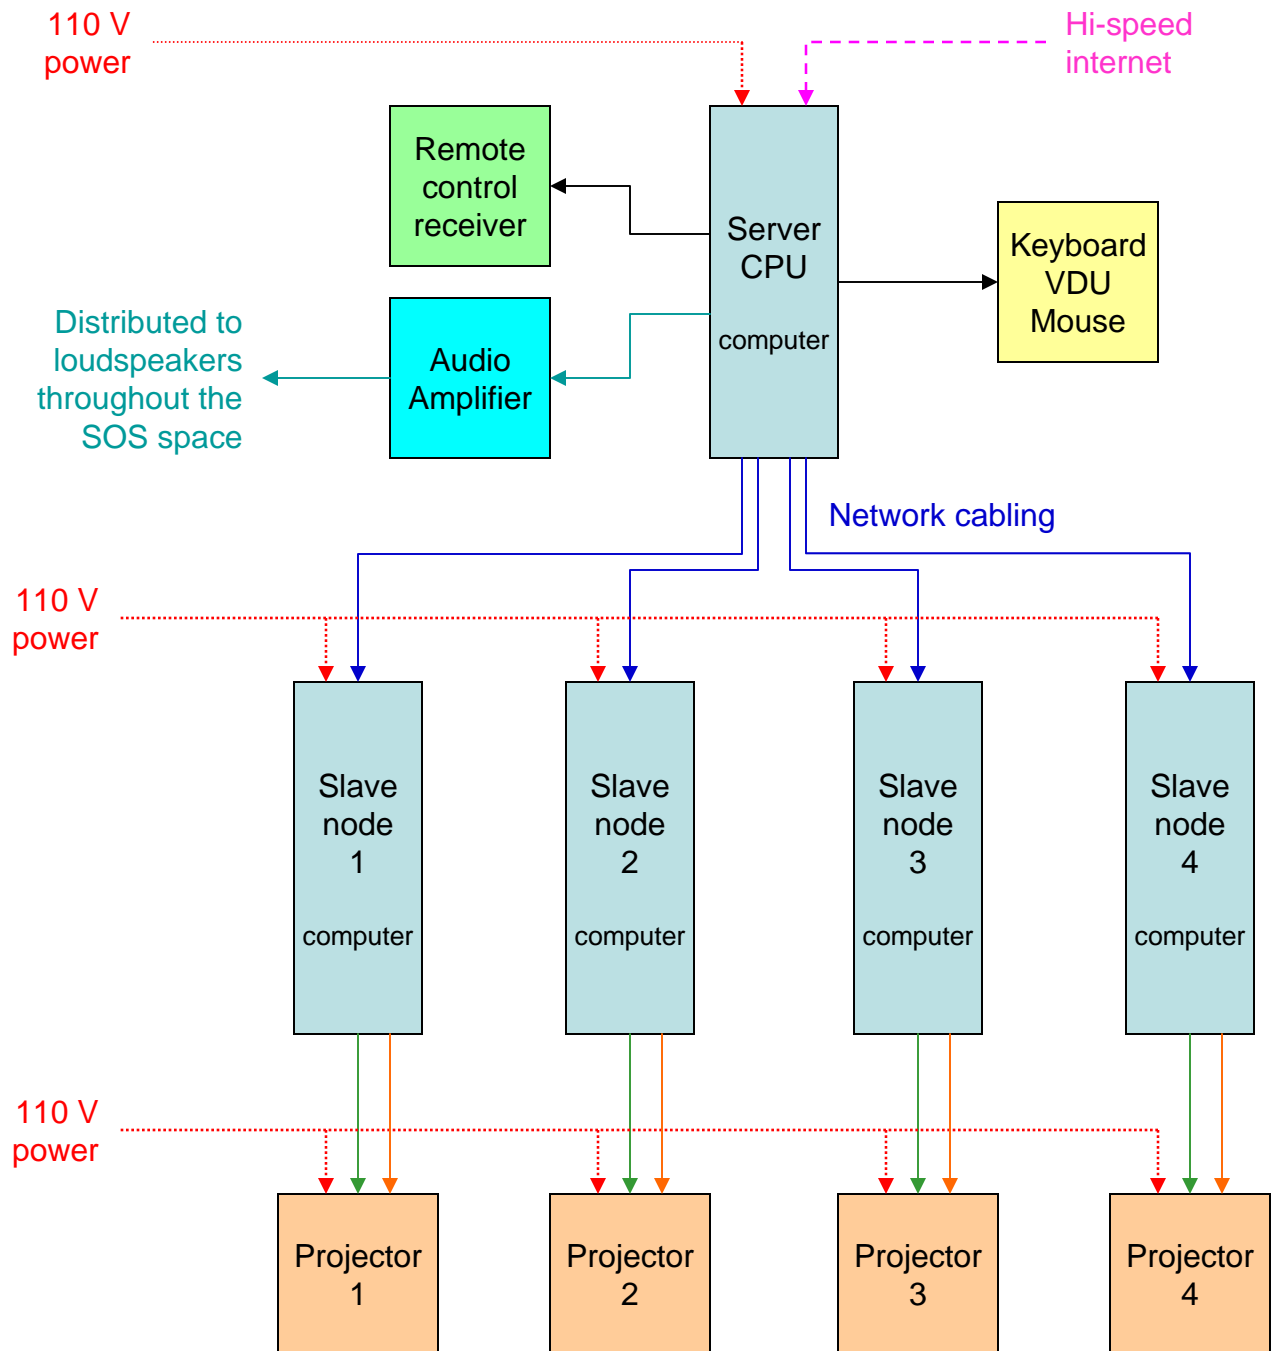 110 V
power
Hi-speed
internet
Remote
control
receiver
Server
CPU
computer
Keyboard
VDU
Mouse
Distributed to
loudspeakers
throughout the
SOS space
Audio
Amplifier
Network cabling
110 V
power
Slave
node
1
computer
Slave
node
2
computer
Slave
node
3
computer
Slave
node
4
computer
110 V
power
Projector
1
Projector
2
Projector
3
Projector
4